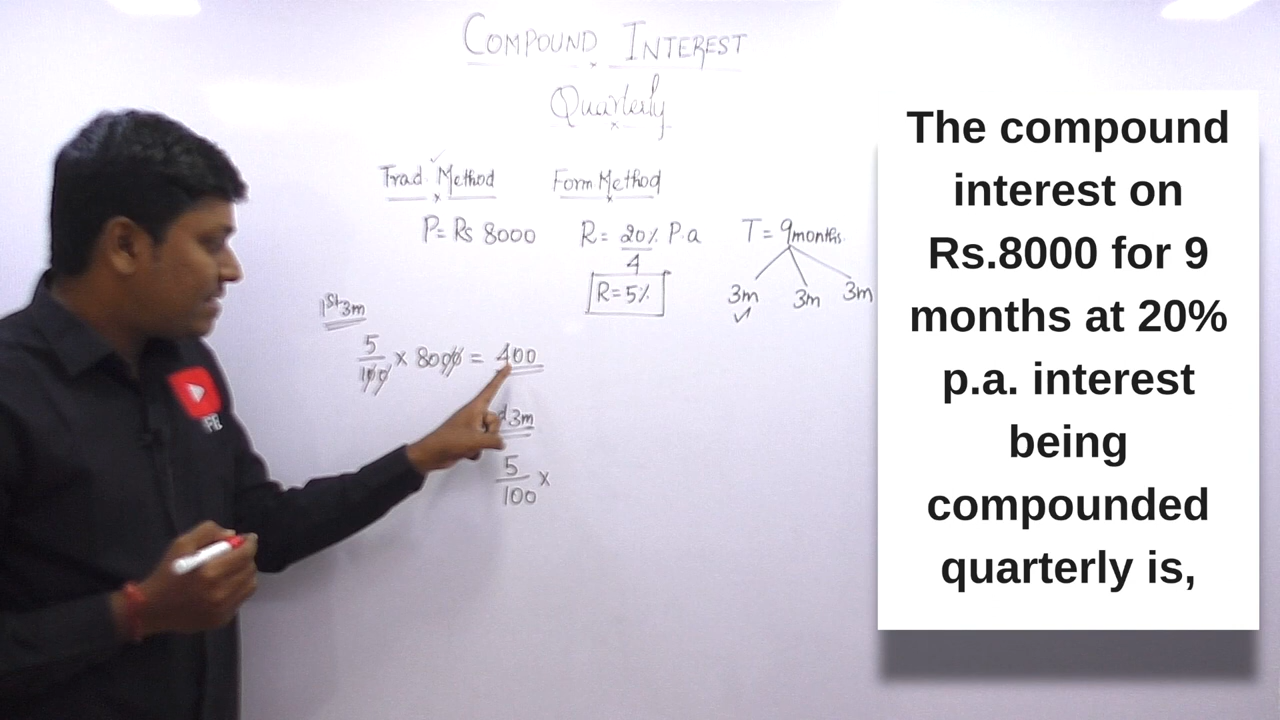 COMPOUND INTEREST
Quarterly
Trad. Method
Form Method
P = Rs 8000
R = 20% P.a
4
R = 5%
T = 9months.
3m 3m 3m
1st 3m
5
100 × 8000 = 400
d 3m
5
100 ×
The compound
interest on
Rs.8000 for 9
months at 20%
p.a. interest
being
compounded
quarterly is,